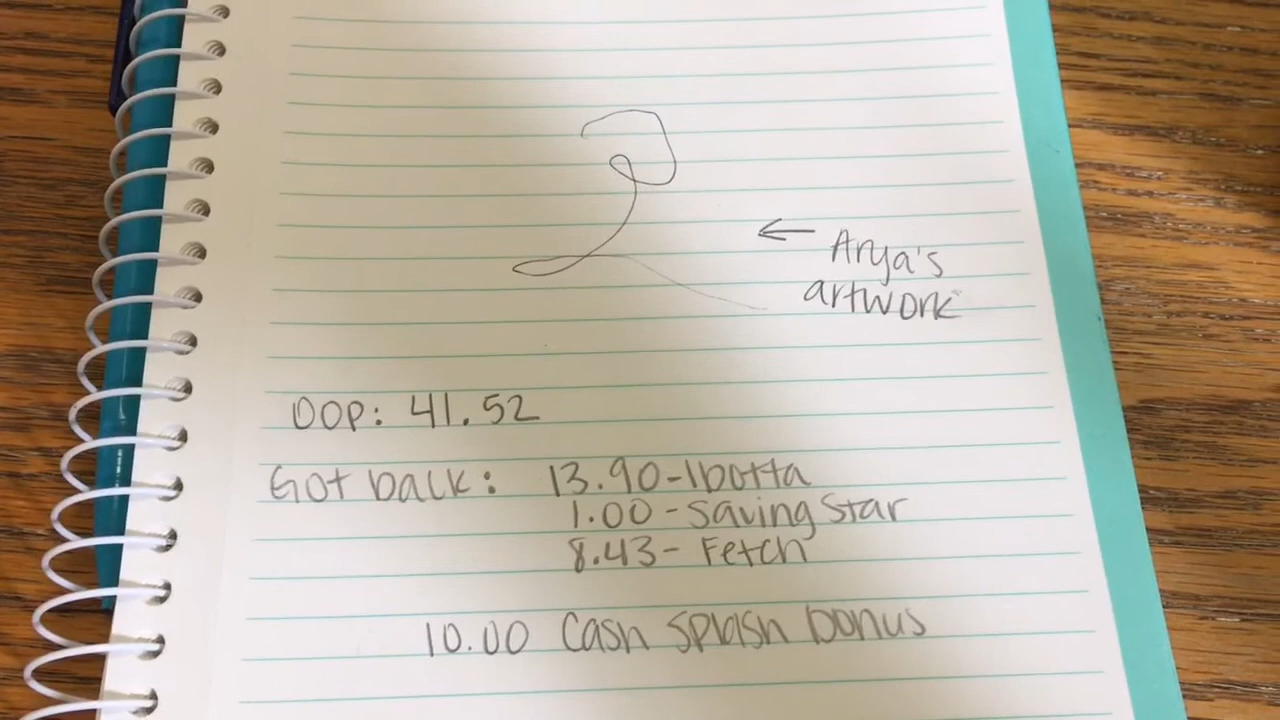 ← Arya's
artwork
OOP: 41.52
Got back: 13.90-Ibotta
1.00-Saving Star
8.43-Fetch
10.00 Cash splash bonus